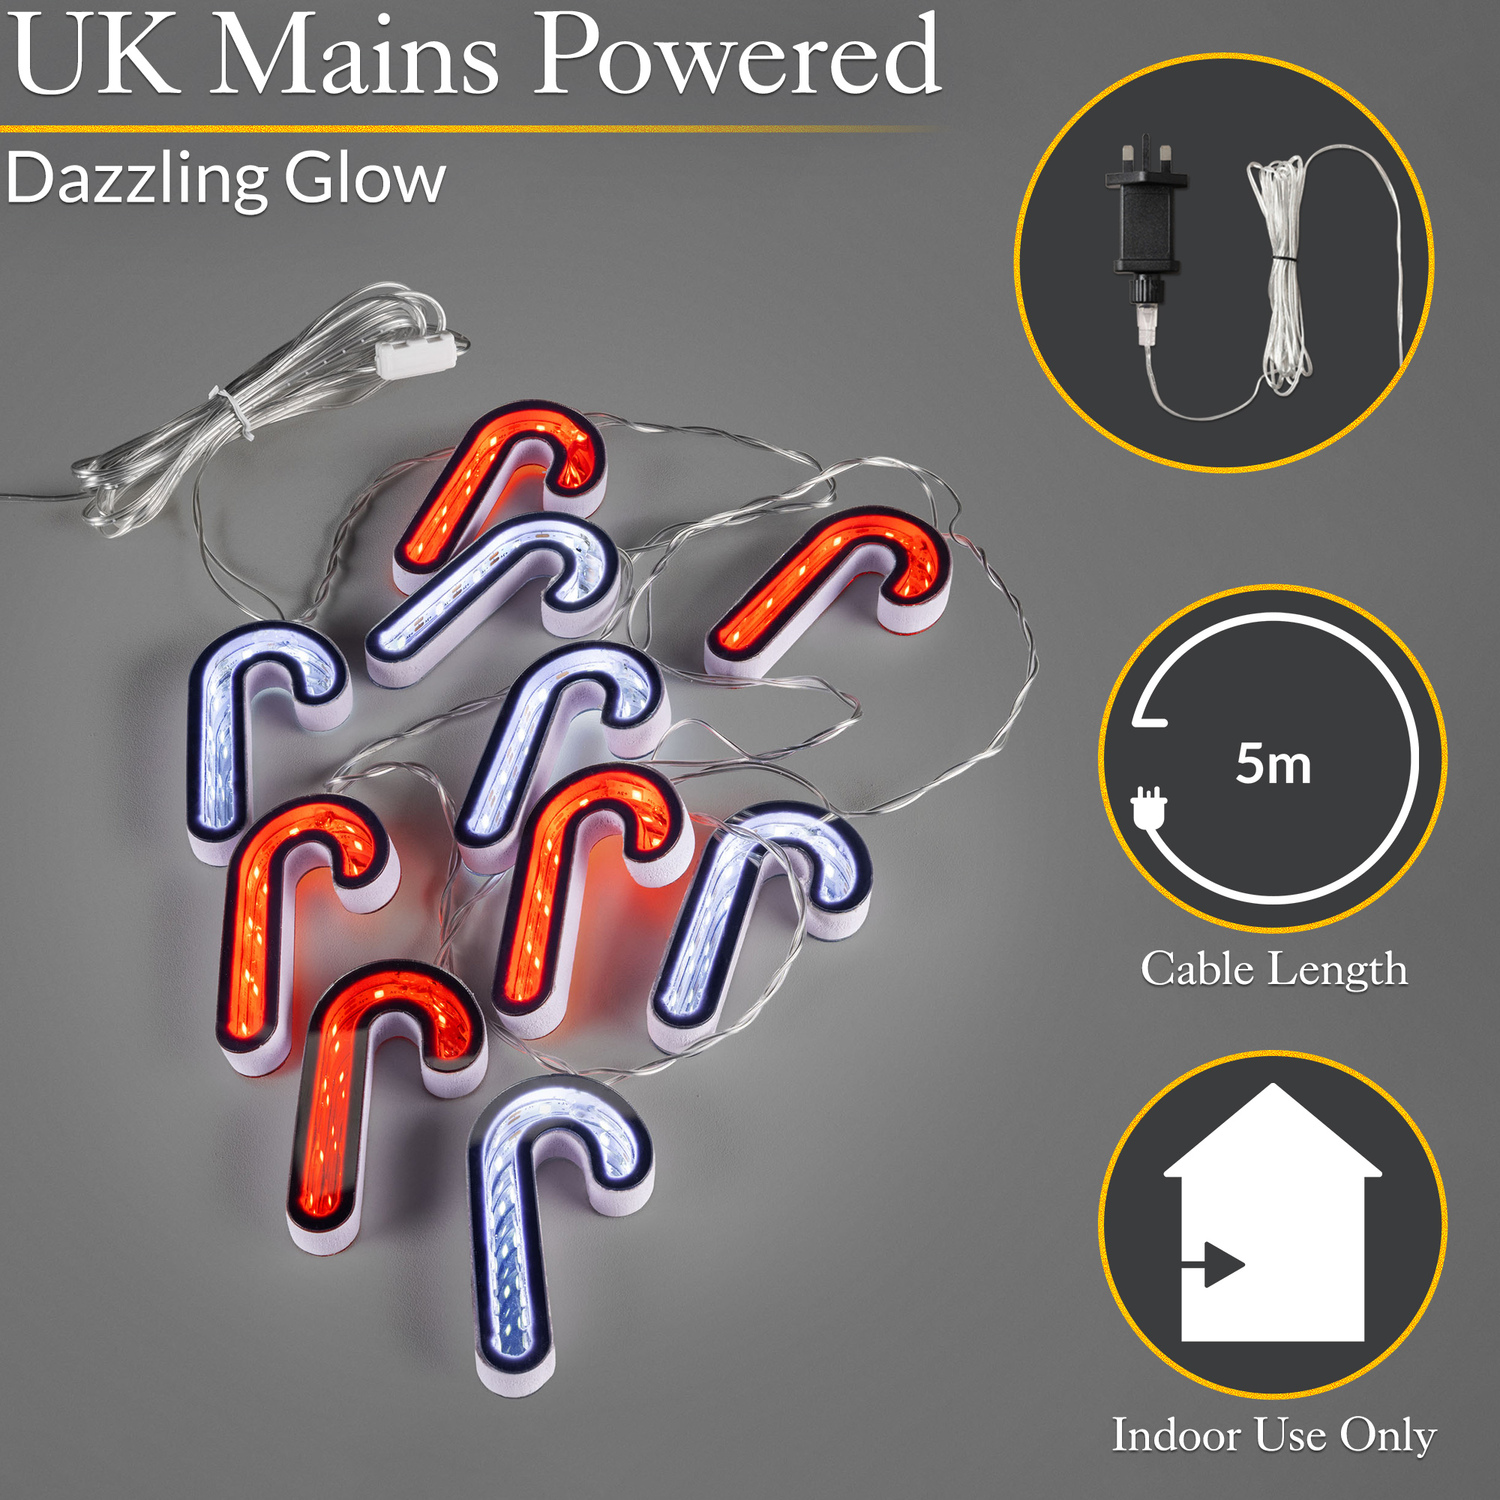 UK Mains Powered
Dazzling Glow
5m
Cable Length
Indoor Use Only